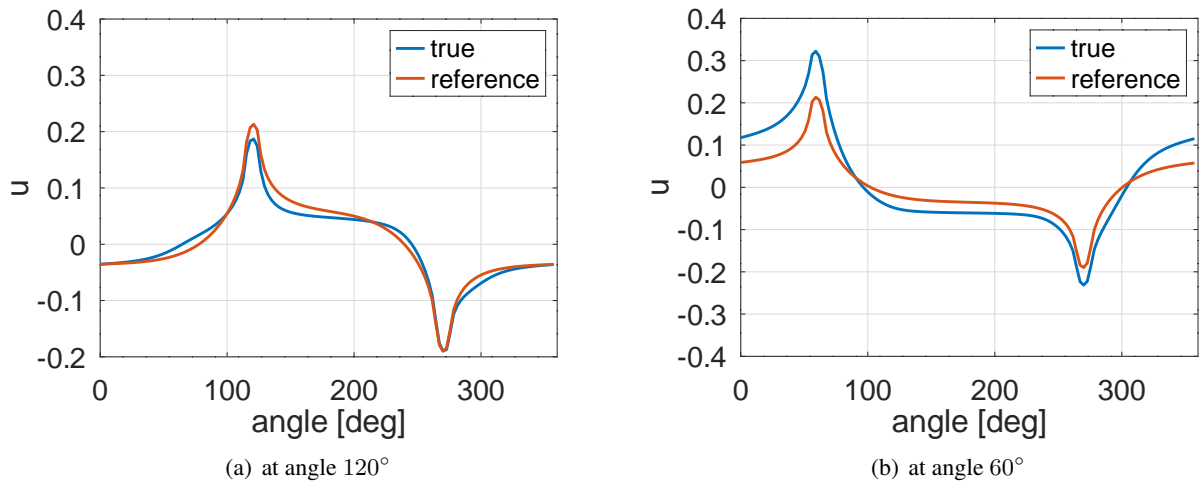 0.4
0.3
0.2
0.1
0
-0.1
-0.2
u
true
reference
0 100 200 300
angle [deg]
(a) at angle 120°
0.4
0.3
0.2
0.1
0
-0.1
-0.2
-0.3
-0.4
u
true
reference
0 100 200 300
angle [deg]
(b) at angle 60°